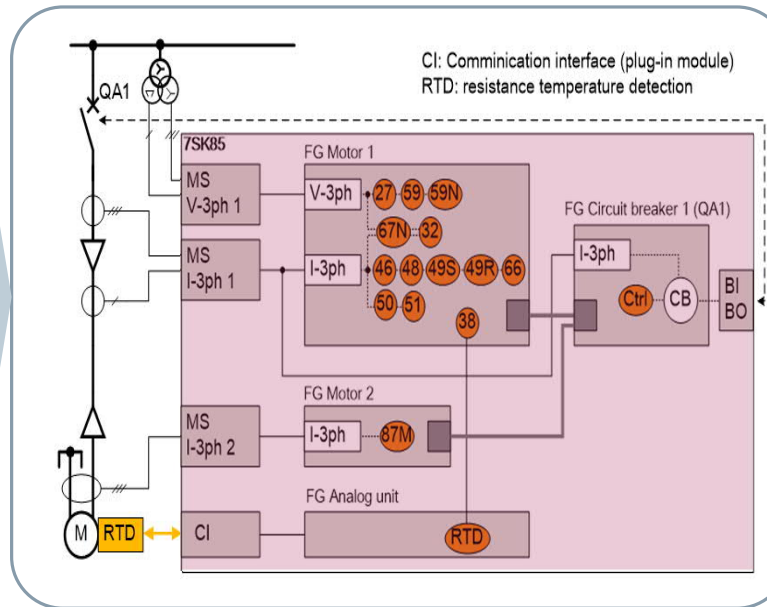 CI: Comminication interface (plug-in module)
RTD: resistance temperature detection
QA1
7SK85
FG Motor 1
MS
V-3ph 1
V-3ph
27 59 59N
67N 32
FG Circuit breaker 1 (QA1)
MS
I-3ph 1
I-3ph
46 48 49S 49R 66
50 51
38
I-3ph
Ctrl CB
BI
BO
FG Motor 2
MS
I-3ph 2
I-3ph
87M
FG Analog unit
M
RTD
CI
RTD